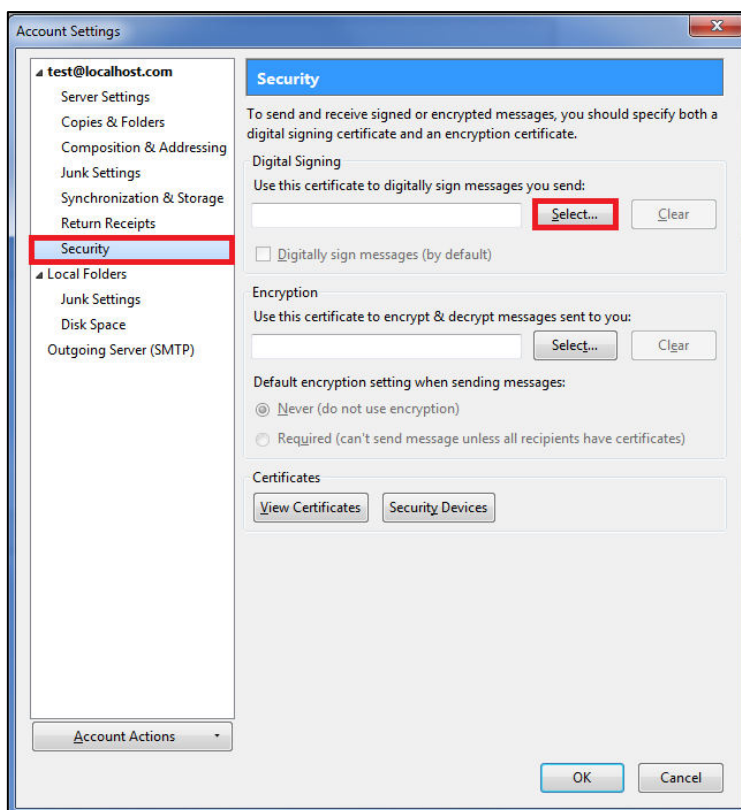 Account Settings
test@localhost.com
Server Settings
Copies & Folders
Composition & Addressing
Junk Settings
Synchronization & Storage
Return Receipts
Security
Local Folders
Junk Settings
Disk Space
Outgoing Server (SMTP)
Account Actions
Security
To send and receive signed or encrypted messages, you should specify both a
digital signing certificate and an encryption certificate.
Digital Signing
Use this certificate to digitally sign messages you send:
Select... Clear
Digitally sign messages (by default)
Encryption
Use this certificate to encrypt & decrypt messages sent to you:
Select... Clear
Default encryption setting when sending messages:
Never (do not use encryption)
Required (can't send message unless all recipients have certificates)
Certificates
View Certificates Security Devices
OK Cancel